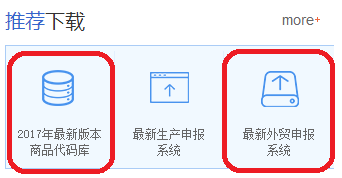 推荐下载
more+
2017年最新版本
商品代码库
最新生产申报
系统
最新外贸申报
系统